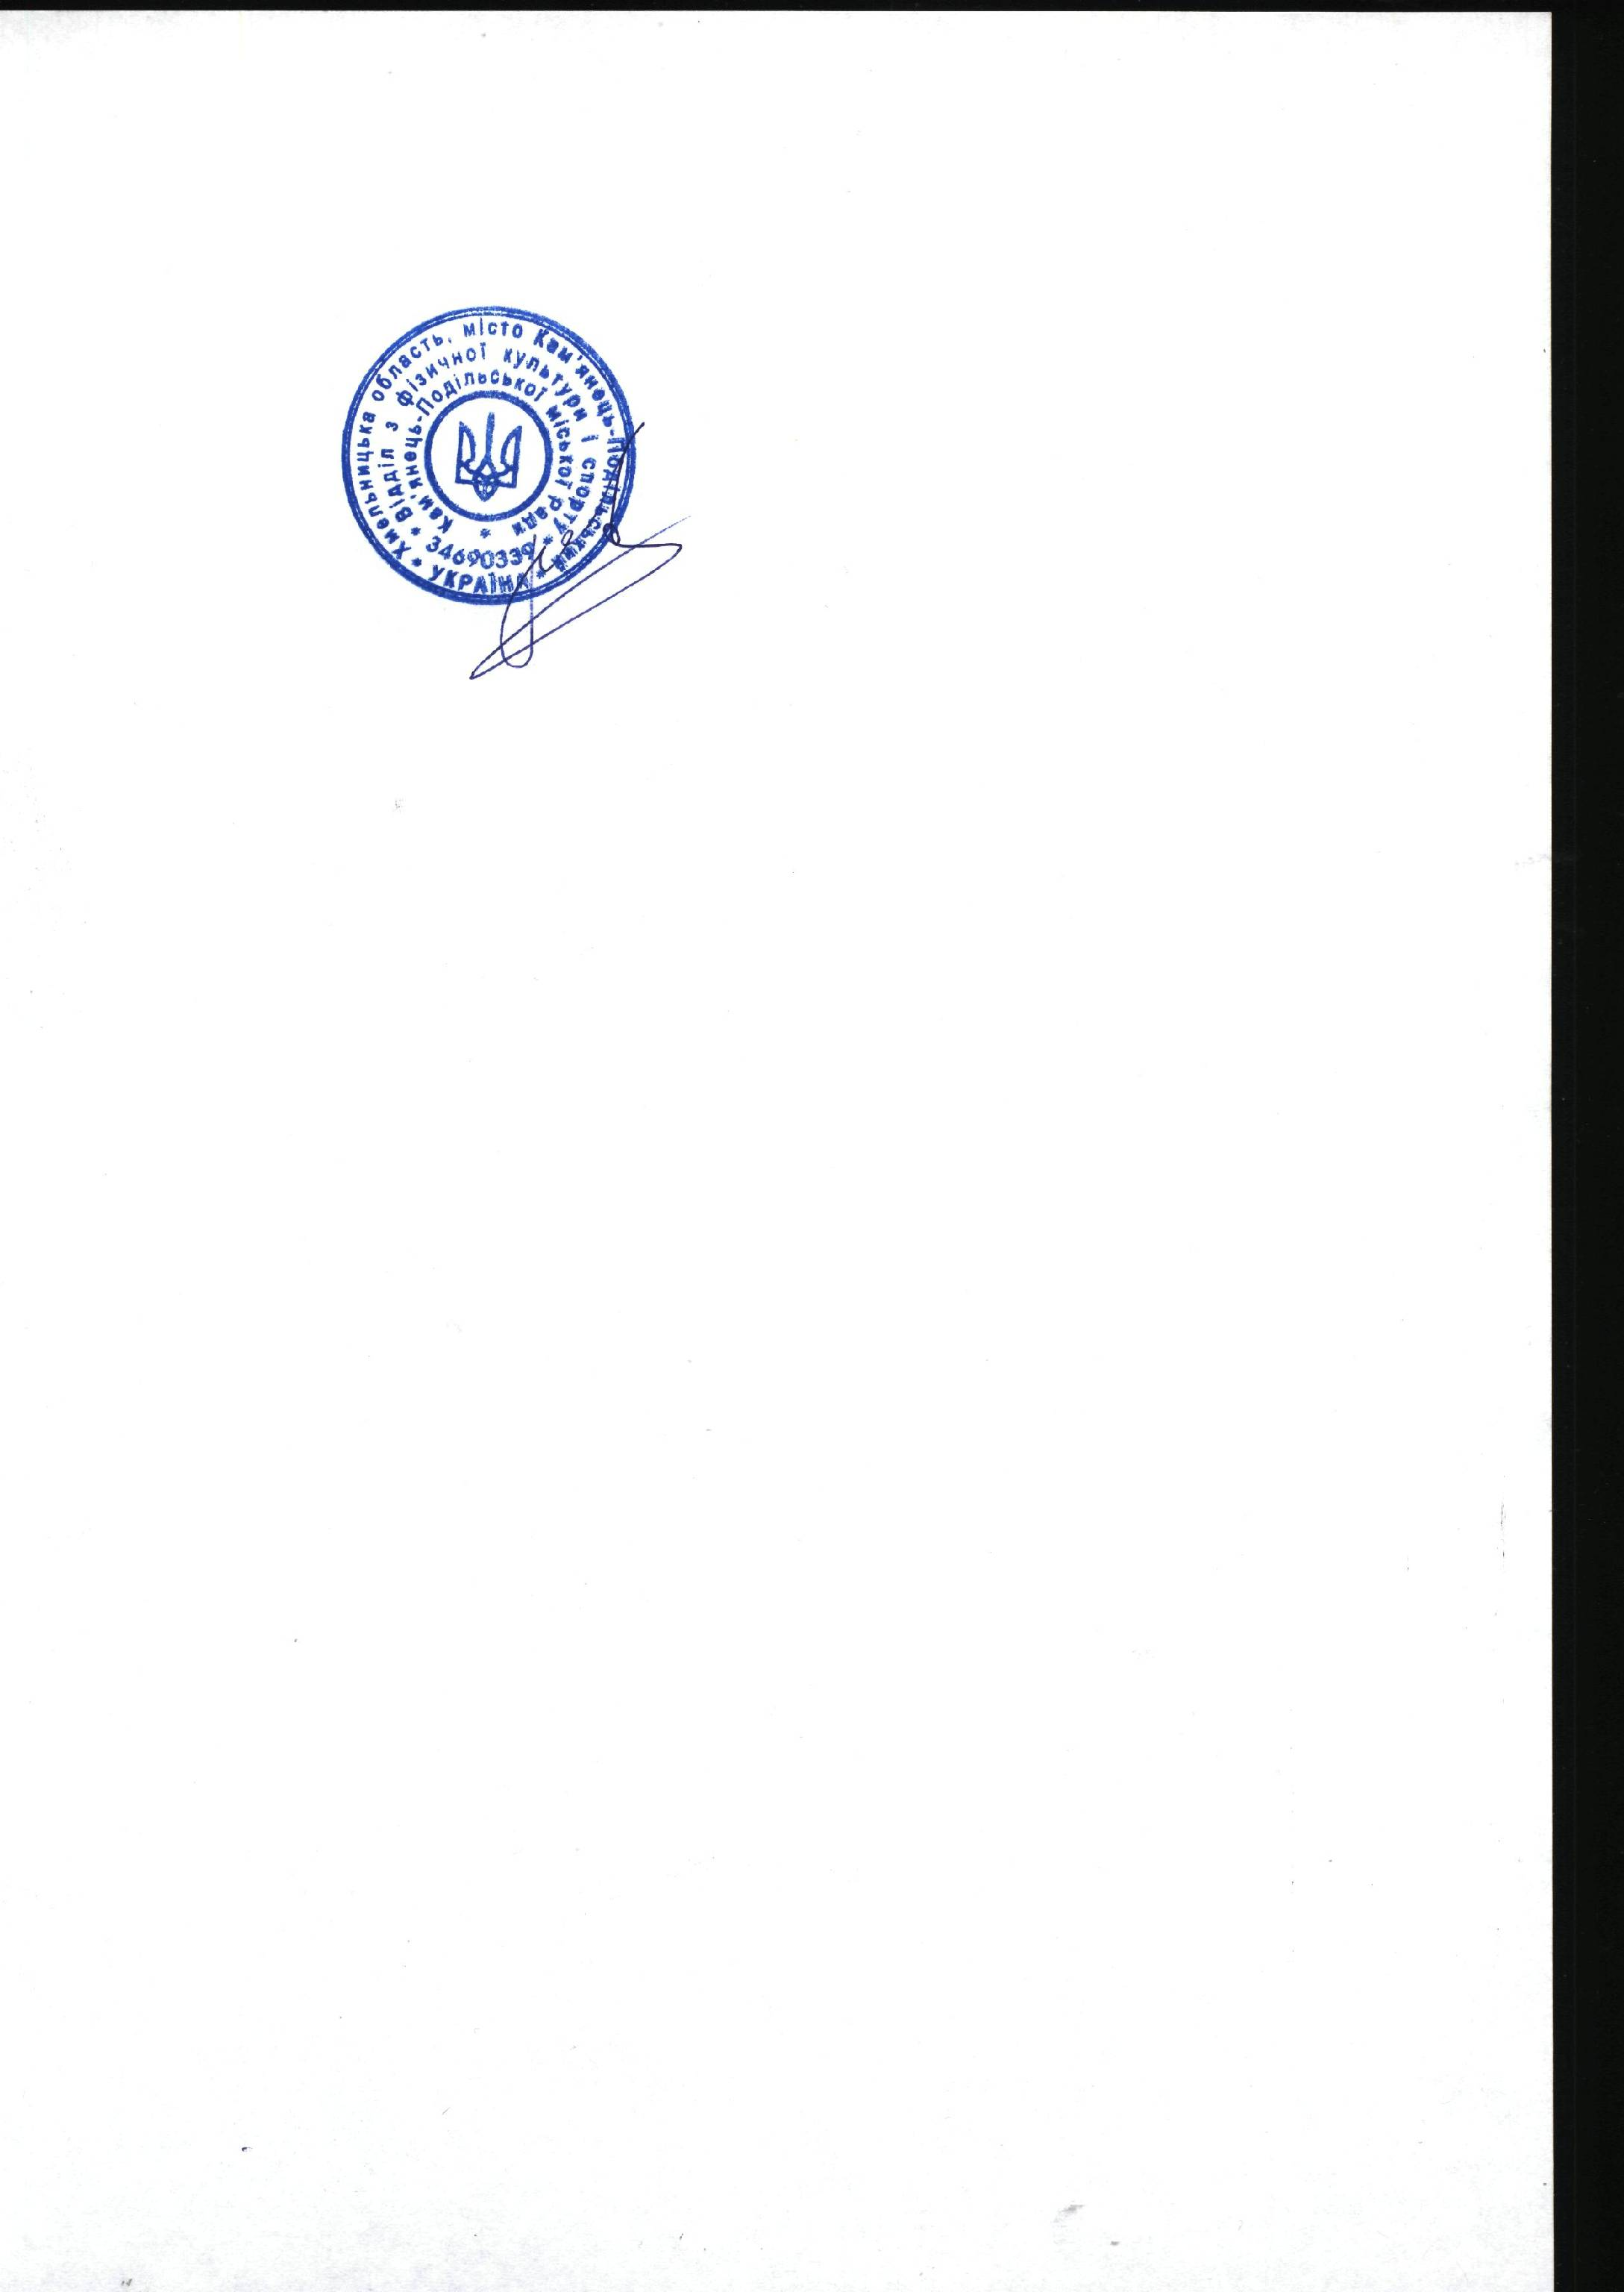 Хмельницька область, місто Кам'янець-Подільський
* УКРАЇНА *
* Відділ з фізичної культури і спорту *
Кам'янець-Подільської міської ради
*
34690339